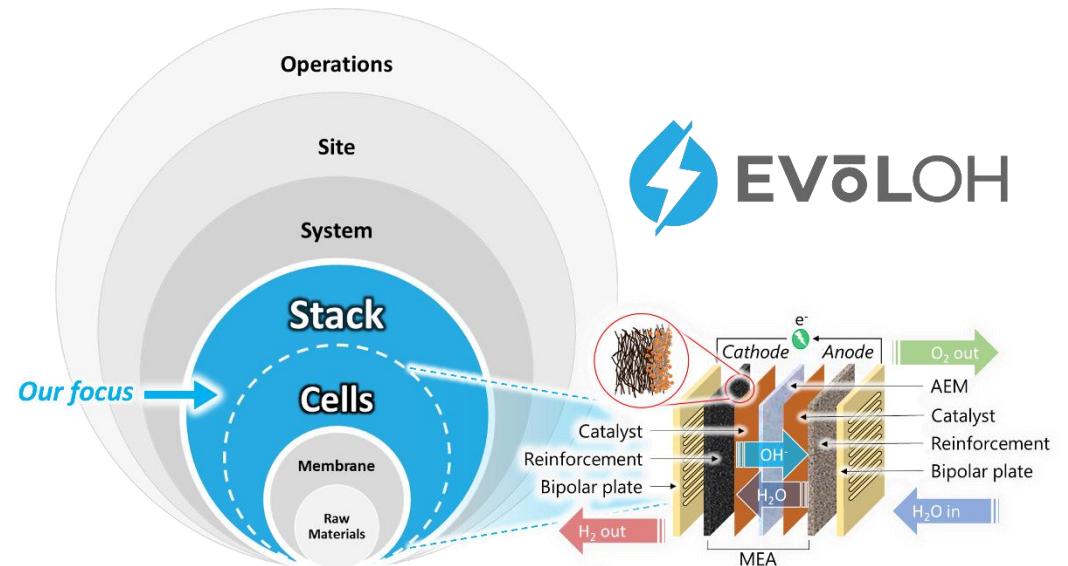 Operations
Site
System
Stack
Our focus
Cells
Membrane
Raw
Materials
EVōLOH
e-
Cathode
Anode
O2 out
AEM
Catalyst
Catalyst
OH-
Reinforcement
Reinforcement
Bipolar plate
Bipolar plate
H2O
H2O in
H2 out
MEA